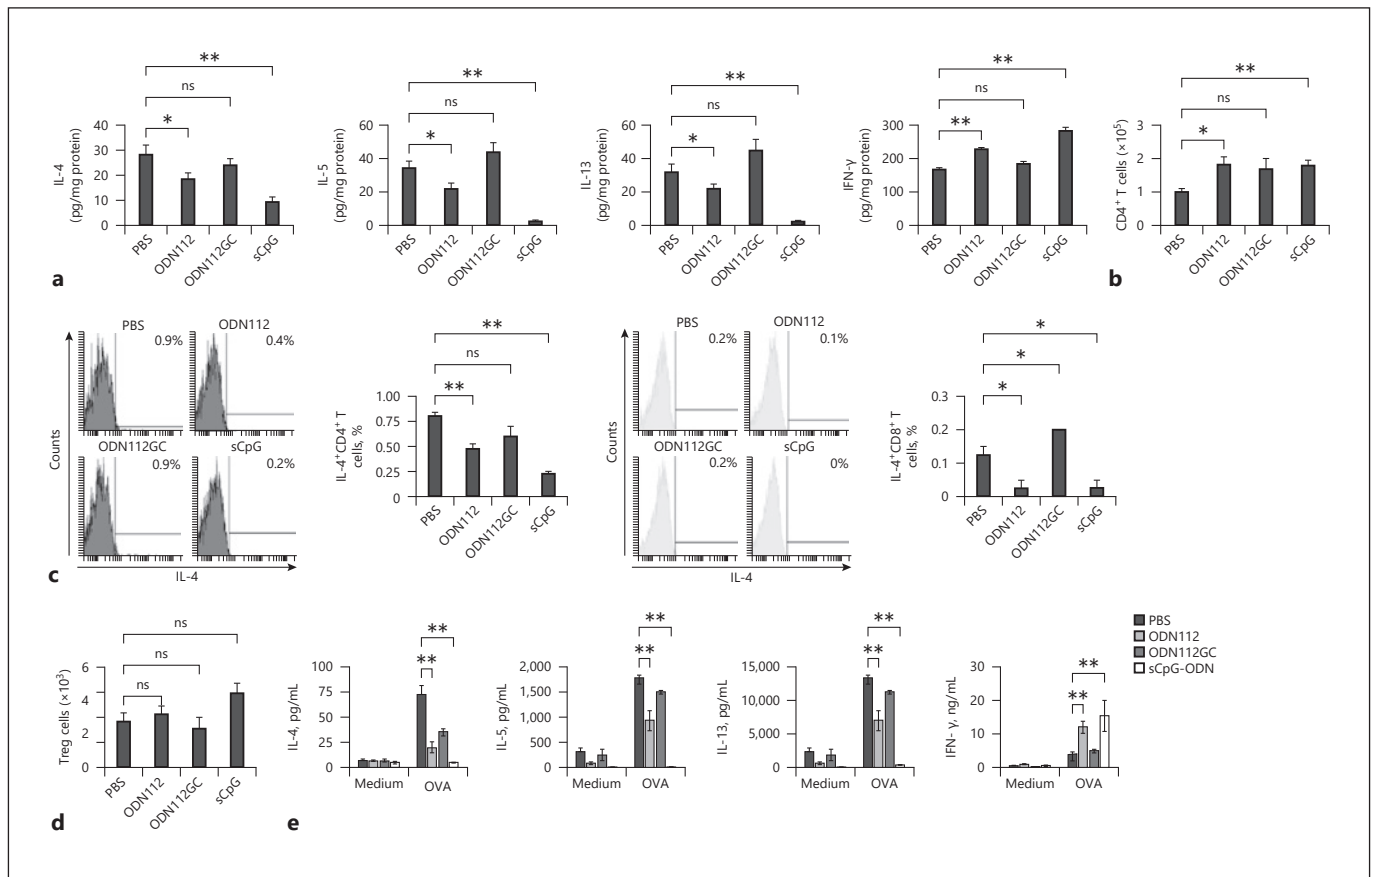 **
ns
*
40
30
20
10
0
IL-4
(pg/mg protein)
PBS
ODN112
ODN112GC
sCpG
**
ns
*
60
40
20
0
IL-5
(pg/mg protein)
PBS
ODN112
ODN112GC
sCpG
**
ns
*
60
40
20
0
IL-13
(pg/mg protein)
PBS
ODN112
ODN112GC
sCpG
**
ns
**
300
200
100
0
IFN-γ
(pg/mg protein)
PBS
ODN112
ODN112GC
sCpG
a
**
ns
*
3
2
1
0
CD4⁺ T cells (×10⁵)
PBS
ODN112
ODN112GC
sCpG
b
PBS
0.9%
ODN112
0.4%
ODN112GC
0.9%
sCpG
0.2%
Counts
IL-4
**
ns
**
1.00
0.75
0.50
0.25
0
IL-4⁺CD4⁺ T
cells, %
PBS
ODN112
ODN112GC
sCpG
PBS
0.2%
ODN112
0.1%
ODN112GC
0.2%
sCpG
0%
Counts
IL-4
*
*
*
0.3
0.2
0.1
0
IL-4⁺CD8⁺ T
cells, %
PBS
ODN112
ODN112GC
sCpG
c
ns
ns
ns
6
4
2
0
Treg cells (×10³)
PBS
ODN112
ODN112GC
sCpG
d
**
**
100
75
50
25
0
IL-4, pg/mL
Medium
OVA
**
**
2,000
1,500
1,000
500
0
IL-5, pg/mL
Medium
OVA
**
**
15,000
10,000
5,000
0
IL-13, pg/mL
Medium
OVA
**
**
30
20
10
0
IFN- γ, ng/mL
Medium
OVA
PBS
ODN112
ODN112GC
sCpG-ODN
e